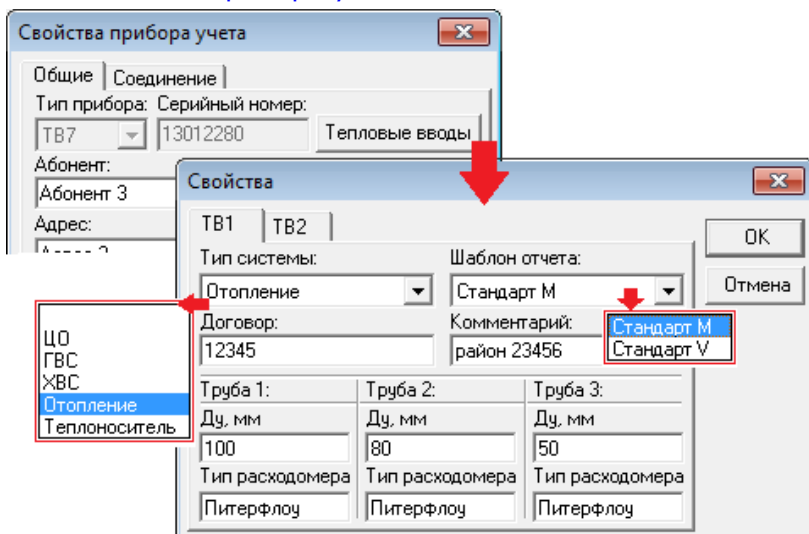 Свойства прибора учета
Общие Соединение
Тип прибора: Серийный номер:
ТВ7 13012280 Тепловые вводы
Абонент:
Абонент 3
Адрес:
Свойства
ТВ1 ТВ2
Тип системы: Шаблон отчета:
Отопление Стандарт М
OK
Отмена
Договор: Комментарий:
12345 район 23456
Стандарт М
Стандарт V
ЦО
ГВС
ХВС
Отопление
Теплоноситель
Труба 1: Труба 2: Труба 3:
Ду, мм Ду, мм Ду, мм
100 80 50
Тип расходомера Тип расходомера Тип расходомера
Питерфлоу Питерфлоу Питерфлоу